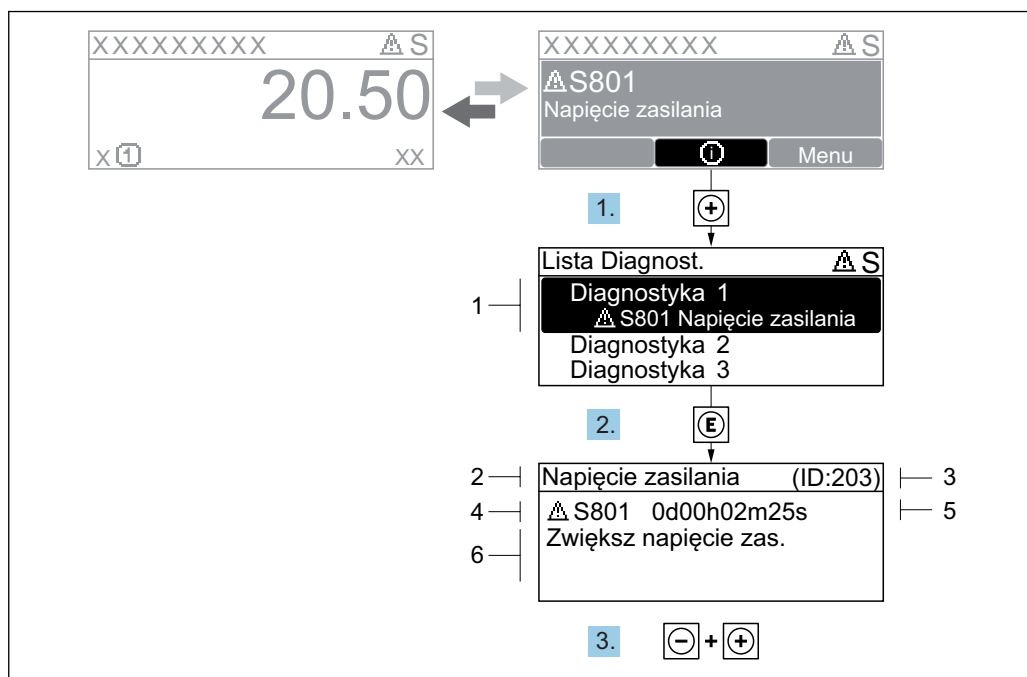 XXXXXXXXX ⚠ S
20.50
X ① XX
XXXXXXXXX ⚠ S
⚠ S801
Napięcie zasilania
ⓘ Menu
1. +
Lista Diagnost. ⚠ S
1
Diagnostyka 1
⚠ S801 Napięcie zasilania
Diagnostyka 2
Diagnostyka 3
2. E
2 Napięcie zasilania (ID:203) 3
4 ⚠ S801 0d00h02m25s 5
6 Zwiększ napięcie zas.
3. - + +